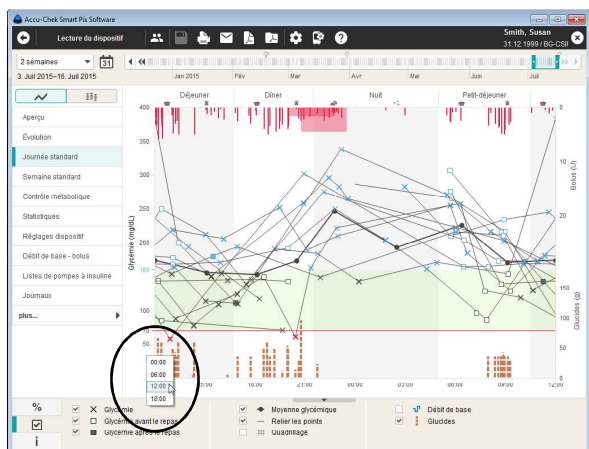 Accu-Chek Smart Pix Software
Lecture du dispositif
Smith, Susan
31.12.1999 / BG-CSII
2 semaines
31
3. Juil 2015–16. Juil 2015
Jan 2015 Fév Mar Avr Mai Juin Juil
Déjeuner Dîner Nuit Petit-déjeuner
Aperçu
Évolution
Journée standard
Semaine standard
Contrôle métabolique
Statistiques
Réglages dispositif
Débit de base - bolus
Listes de pompes à insuline
Journaux
plus...
Glycémie (mg/dL)
400
350
300
250
200
160
100
70
50
0
10
20
Bolus (U)
100
50
0
Glucides (g)
00:00
06:00
12:00
18:00
15:00 18:00 21:00 00:00 03:00 06:00 09:00 12:00
% Glycémie Moyenne glycémique Débit de base
Glycémie avant le repas Relier les points Glucides
Glycémie après le repas Quadrillage
i